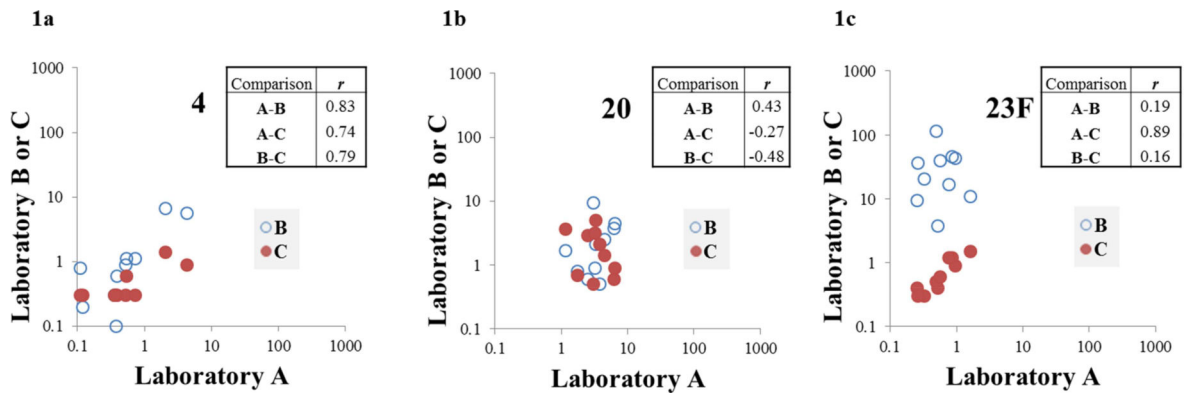 1a
1b
1c
4
Comparison r
A-B 0.83
A-C 0.74
B-C 0.79
1000
100
10
1
0.1
0.1 1 10 100 1000
Laboratory B or C
Laboratory A
B
C
20
Comparison r
A-B 0.43
A-C -0.27
B-C -0.48
1000
100
10
1
0.1
0.1 1 10 100 1000
Laboratory B or C
Laboratory A
B
C
23F
Comparison r
A-B 0.19
A-C 0.89
B-C 0.16
1000
100
10
1
0.1
0.1 1 10 100 1000
Laboratory B or C
Laboratory A
B
C